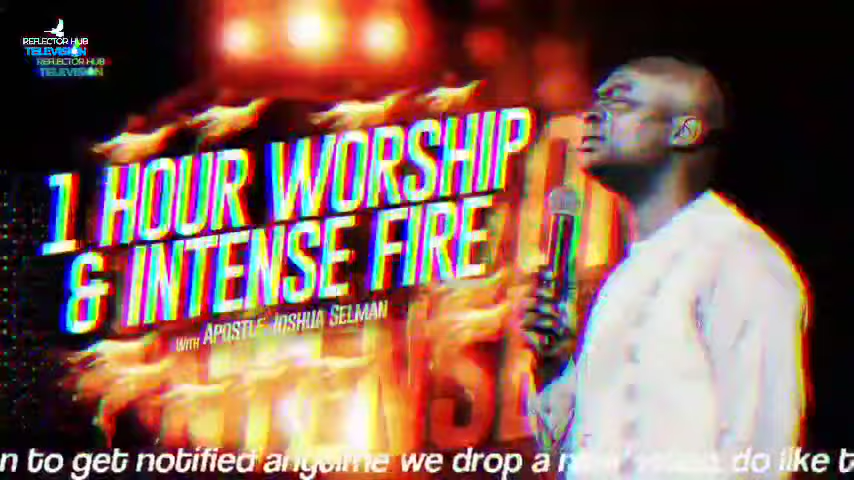 REFLECTOR HUB
TELEVISION
REFLECTOR HUB
TELEVISION
1 HOUR WORSHIP
& INTENSE FIRE
WITH APOSTLE JOSHUA SELMAN
INTENSE
n to get notified anytime we drop a do like t